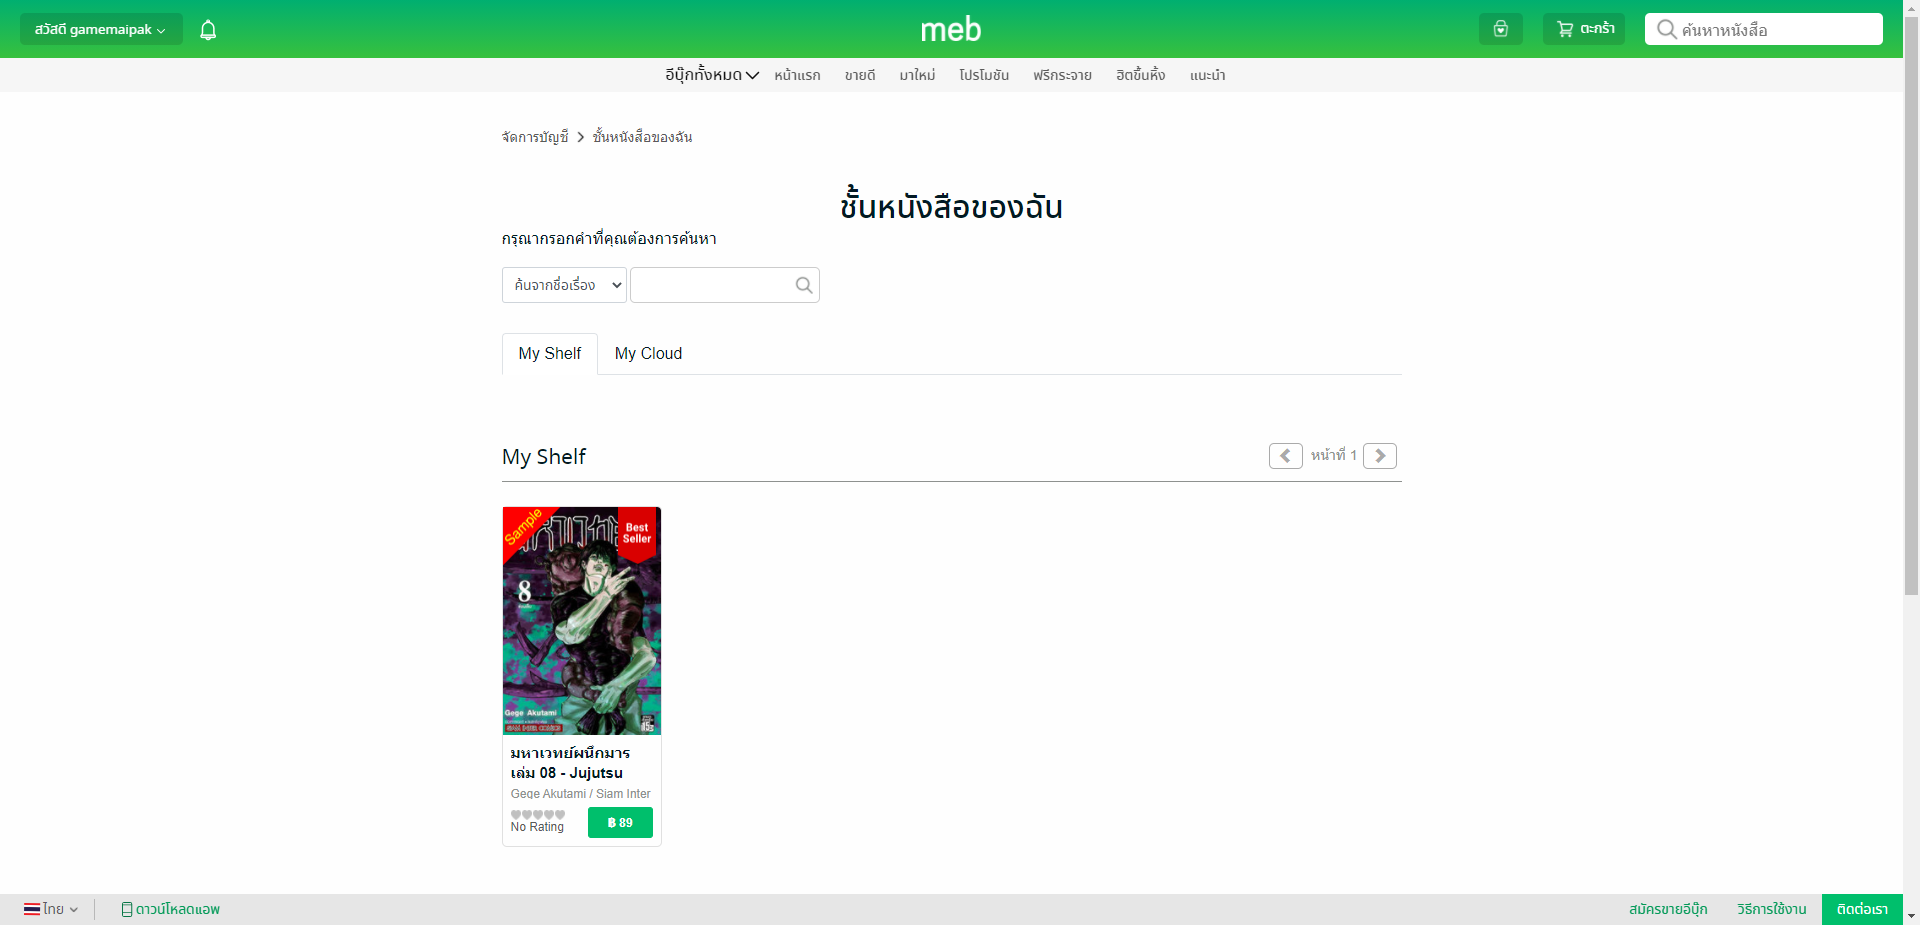 สวัสดี gamemaipak
meb
ตะกร้า
ค้นหาหนังสือ
อีบุ๊กทั้งหมด
หน้าแรก
ขายดี
มาใหม่
โปรโมชัน
ฟรีกระจาย
ฮิตขึ้นหิ้ง
แนะนำ
จัดการบัญชี
ชั้นหนังสือของฉัน
ชั้นหนังสือของฉัน
กรุณากรอกคำที่คุณต้องการค้นหา
ค้นจากชื่อเรื่อง
My Shelf
My Cloud
My Shelf
หน้าที่ 1
Sample
Best
Seller
8
Gege Akutami
SIAM INTER COMICS
มหาเวทย์ผนึกมาร
เล่ม 08 - Jujutsu
Gege Akutami / Siam Inter
No Rating
฿ 89
ไทย
ดาวน์โหลดแอพ
สมัครขายอีบุ๊ก
วิธีการใช้งาน
ติดต่อเรา